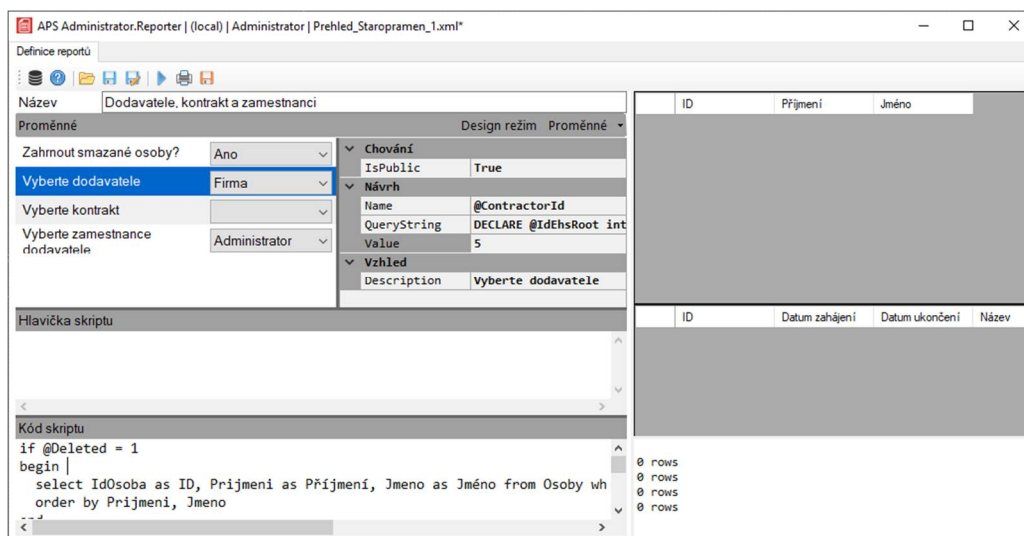 APS Administrator.Reporter | (local) | Administrator | Prehled_Staropramen_1.xml*
Definice reportů
Název Dodavatele, kontrakt a zamestnanci
Proměnné Design režim Proměnné
Zahrnout smazané osoby? Ano
Vyberte dodavatele Firma
Vyberte kontrakt
Vyberte zamestnance
dodavatele Administrator
Chování
IsPublic True
Návrh
Name @ContractorId
QueryString DECLARE @IdEhsRoot int
Value 5
Vzhled
Description Vyberte dodavatele
Hlavička skriptu
Kód skriptu
if @Deleted = 1
begin
select IdOsoba as ID, Prijmeni as Příjmení, Jmeno as Jméno from Osoby wh
order by Prijmeni, Jmeno
ID Příjmení Jméno
ID Datum zahájení Datum ukončení Název
0 rows
0 rows
0 rows
0 rows